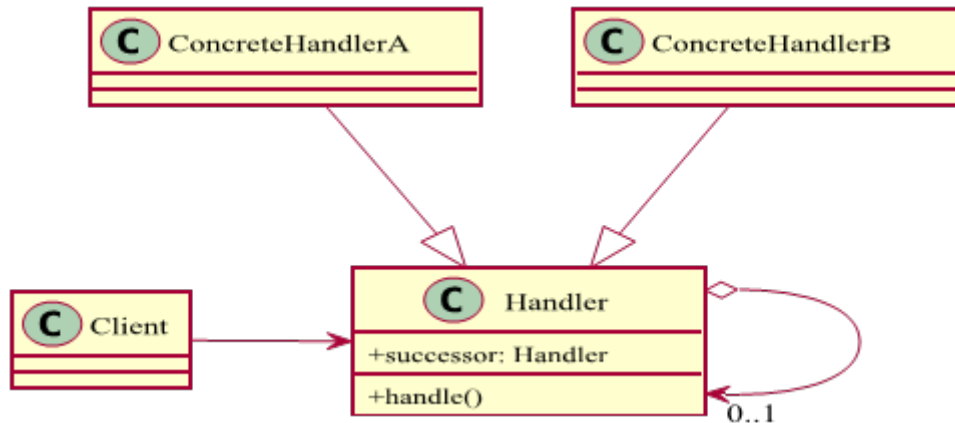 C ConcreteHandlerA
C ConcreteHandlerB
C Handler
C Client
+successor: Handler
+handle()
0..1